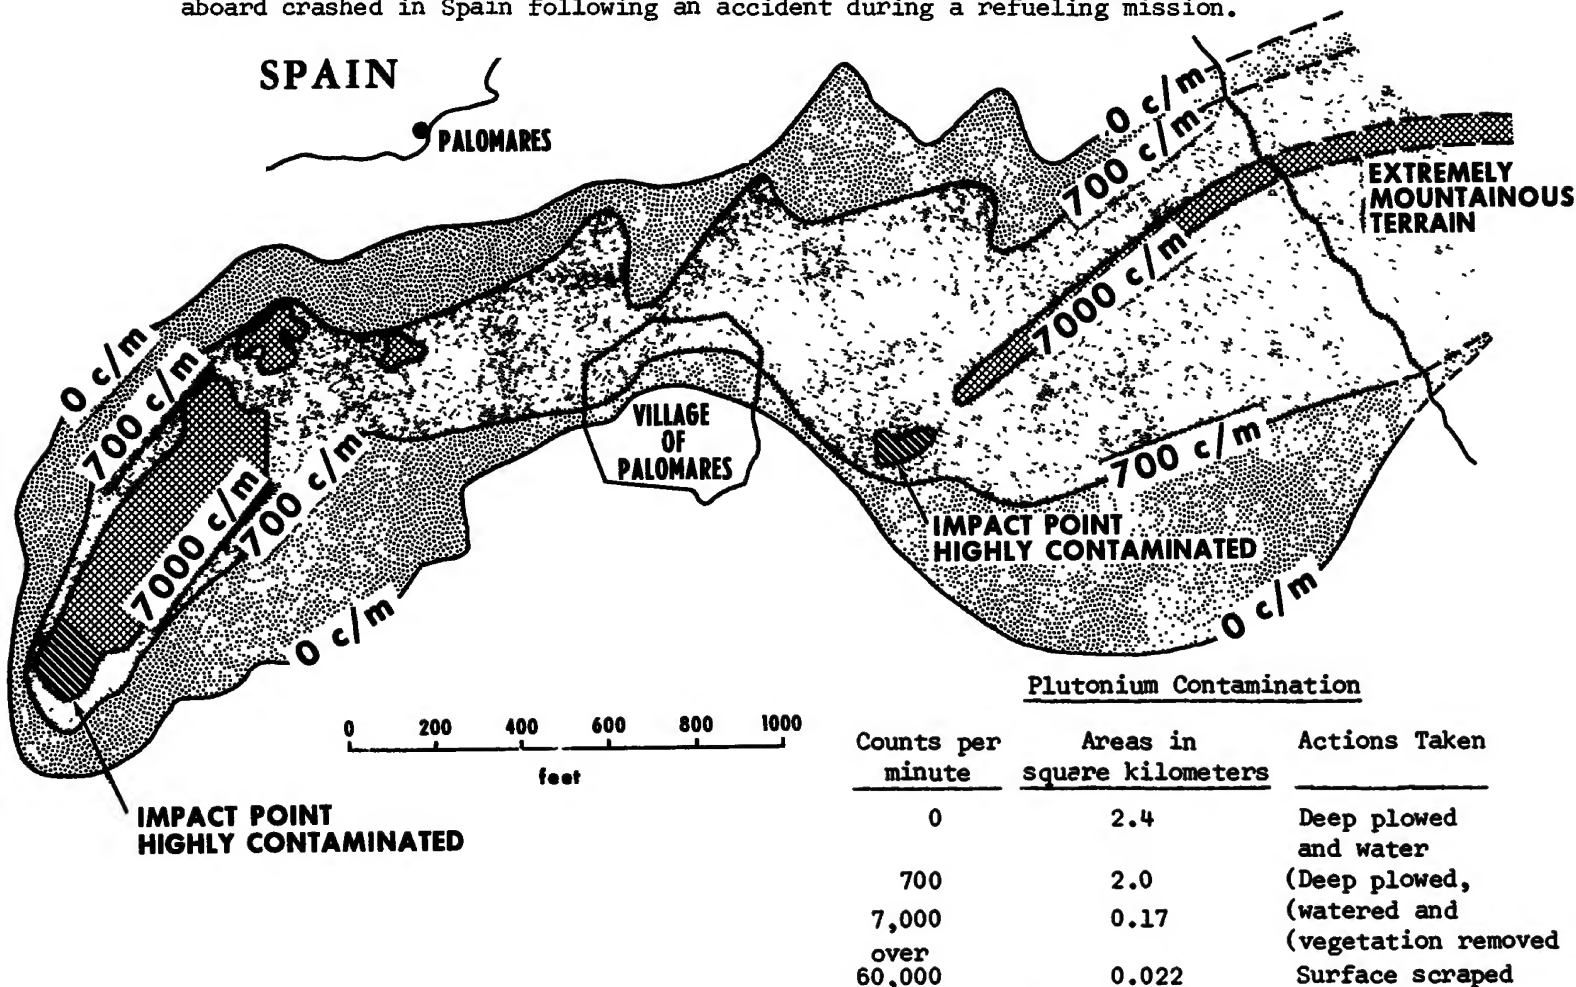 aboard crashed in Spain following an accident during a refueling mission.
SPAIN
PALOMARES
0 c/m
700 c/m
7000 c/m
EXTREMELY
MOUNTAINOUS
TERRAIN
0 c/m
700 c/m
7000 c/m
700 c/m
0 c/m
VILLAGE
OF
PALOMARES
700 c/m
IMPACT POINT
HIGHLY CONTAMINATED
0 c/m
IMPACT POINT
HIGHLY CONTAMINATED
0 200 400 600 800 1000
feet
Plutonium Contamination
Counts per Areas in Actions Taken
minute square kilometers
0 2.4 Deep plowed
and water
700 2.0 (Deep plowed,
7,000 0.17 (watered and
over (vegetation removed
60,000 0.022 Surface scraped